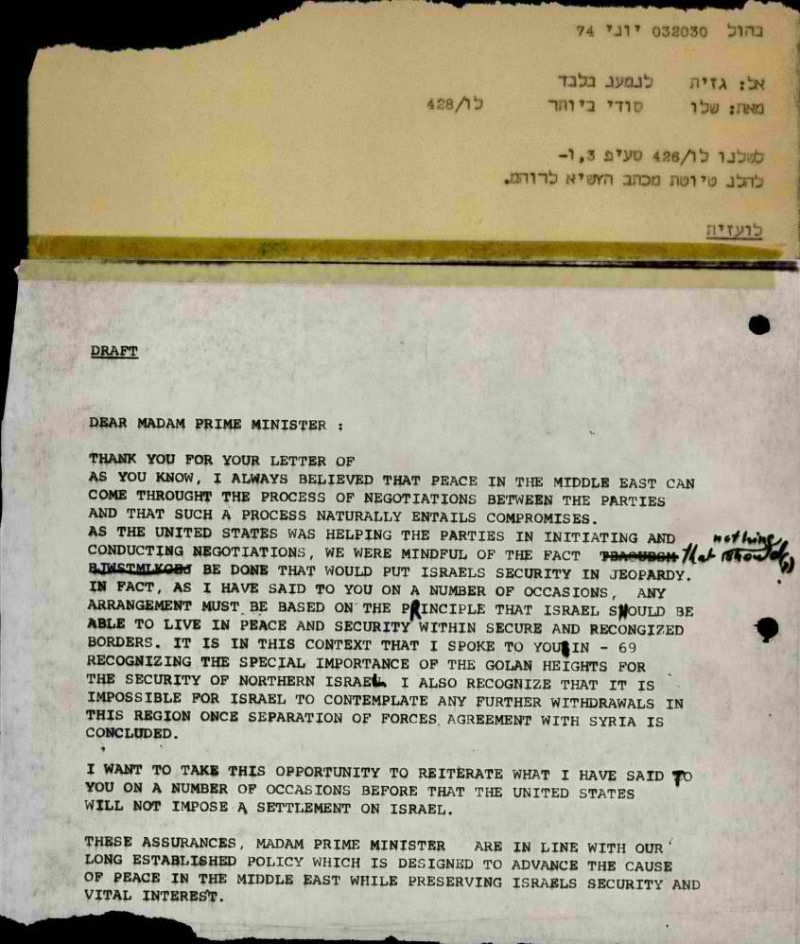 בהול 032030 יוני 74
אל: גזית לנמענ בלבד
מאת: שלו סודי ביותר לו/428
לשלנו לו/426 סעיפ 3,1-
להלנ טיוטת מכתב הנשיא לרוהמ.
לועזית
DRAFT
DEAR MADAM PRIME MINISTER :
THANK YOU FOR YOUR LETTER OF
AS YOU KNOW, I ALWAYS BELIEVED THAT PEACE IN THE MIDDLE EAST CAN
COME THROUGHT THE PROCESS OF NEGOTIATIONS BETWEEN THE PARTIES
AND THAT SUCH A PROCESS NATURALLY ENTAILS COMPROMISES.
AS THE UNITED STATES WAS HELPING THE PARTIES IN INITIATING AND
CONDUCTING NEGOTIATIONS, WE WERE MINDFUL OF THE FACT that nothing should
BE DONE THAT WOULD PUT ISRAELS SECURITY IN JEOPARDY.
IN FACT, AS I HAVE SAID TO YOU ON A NUMBER OF OCCASIONS, ANY
ARRANGEMENT MUST BE BASED ON THE PRINCIPLE THAT ISRAEL SHOULD BE
ABLE TO LIVE IN PEACE AND SECURITY WITHIN SECURE AND RECONGIZED
BORDERS. IT IS IN THIS CONTEXT THAT I SPOKE TO YOU IN - 69
RECOGNIZING THE SPECIAL IMPORTANCE OF THE GOLAN HEIGHTS FOR
THE SECURITY OF NORTHERN ISRAEL. I ALSO RECOGNIZE THAT IT IS
IMPOSSIBLE FOR ISRAEL TO CONTEMPLATE ANY FURTHER WITHDRAWALS IN
THIS REGION ONCE SEPARATION OF FORCES AGREEMENT WITH SYRIA IS
CONCLUDED.
I WANT TO TAKE THIS OPPORTUNITY TO REITERATE WHAT I HAVE SAID TO
YOU ON A NUMBER OF OCCASIONS BEFORE THAT THE UNITED STATES
WILL NOT IMPOSE A SETTLEMENT ON ISRAEL.
THESE ASSURANCES, MADAM PRIME MINISTER ARE IN LINE WITH OUR
LONG ESTABLISHED POLICY WHICH IS DESIGNED TO ADVANCE THE CAUSE
OF PEACE IN THE MIDDLE EAST WHILE PRESERVING ISRAELS SECURITY AND
VITAL INTEREST.